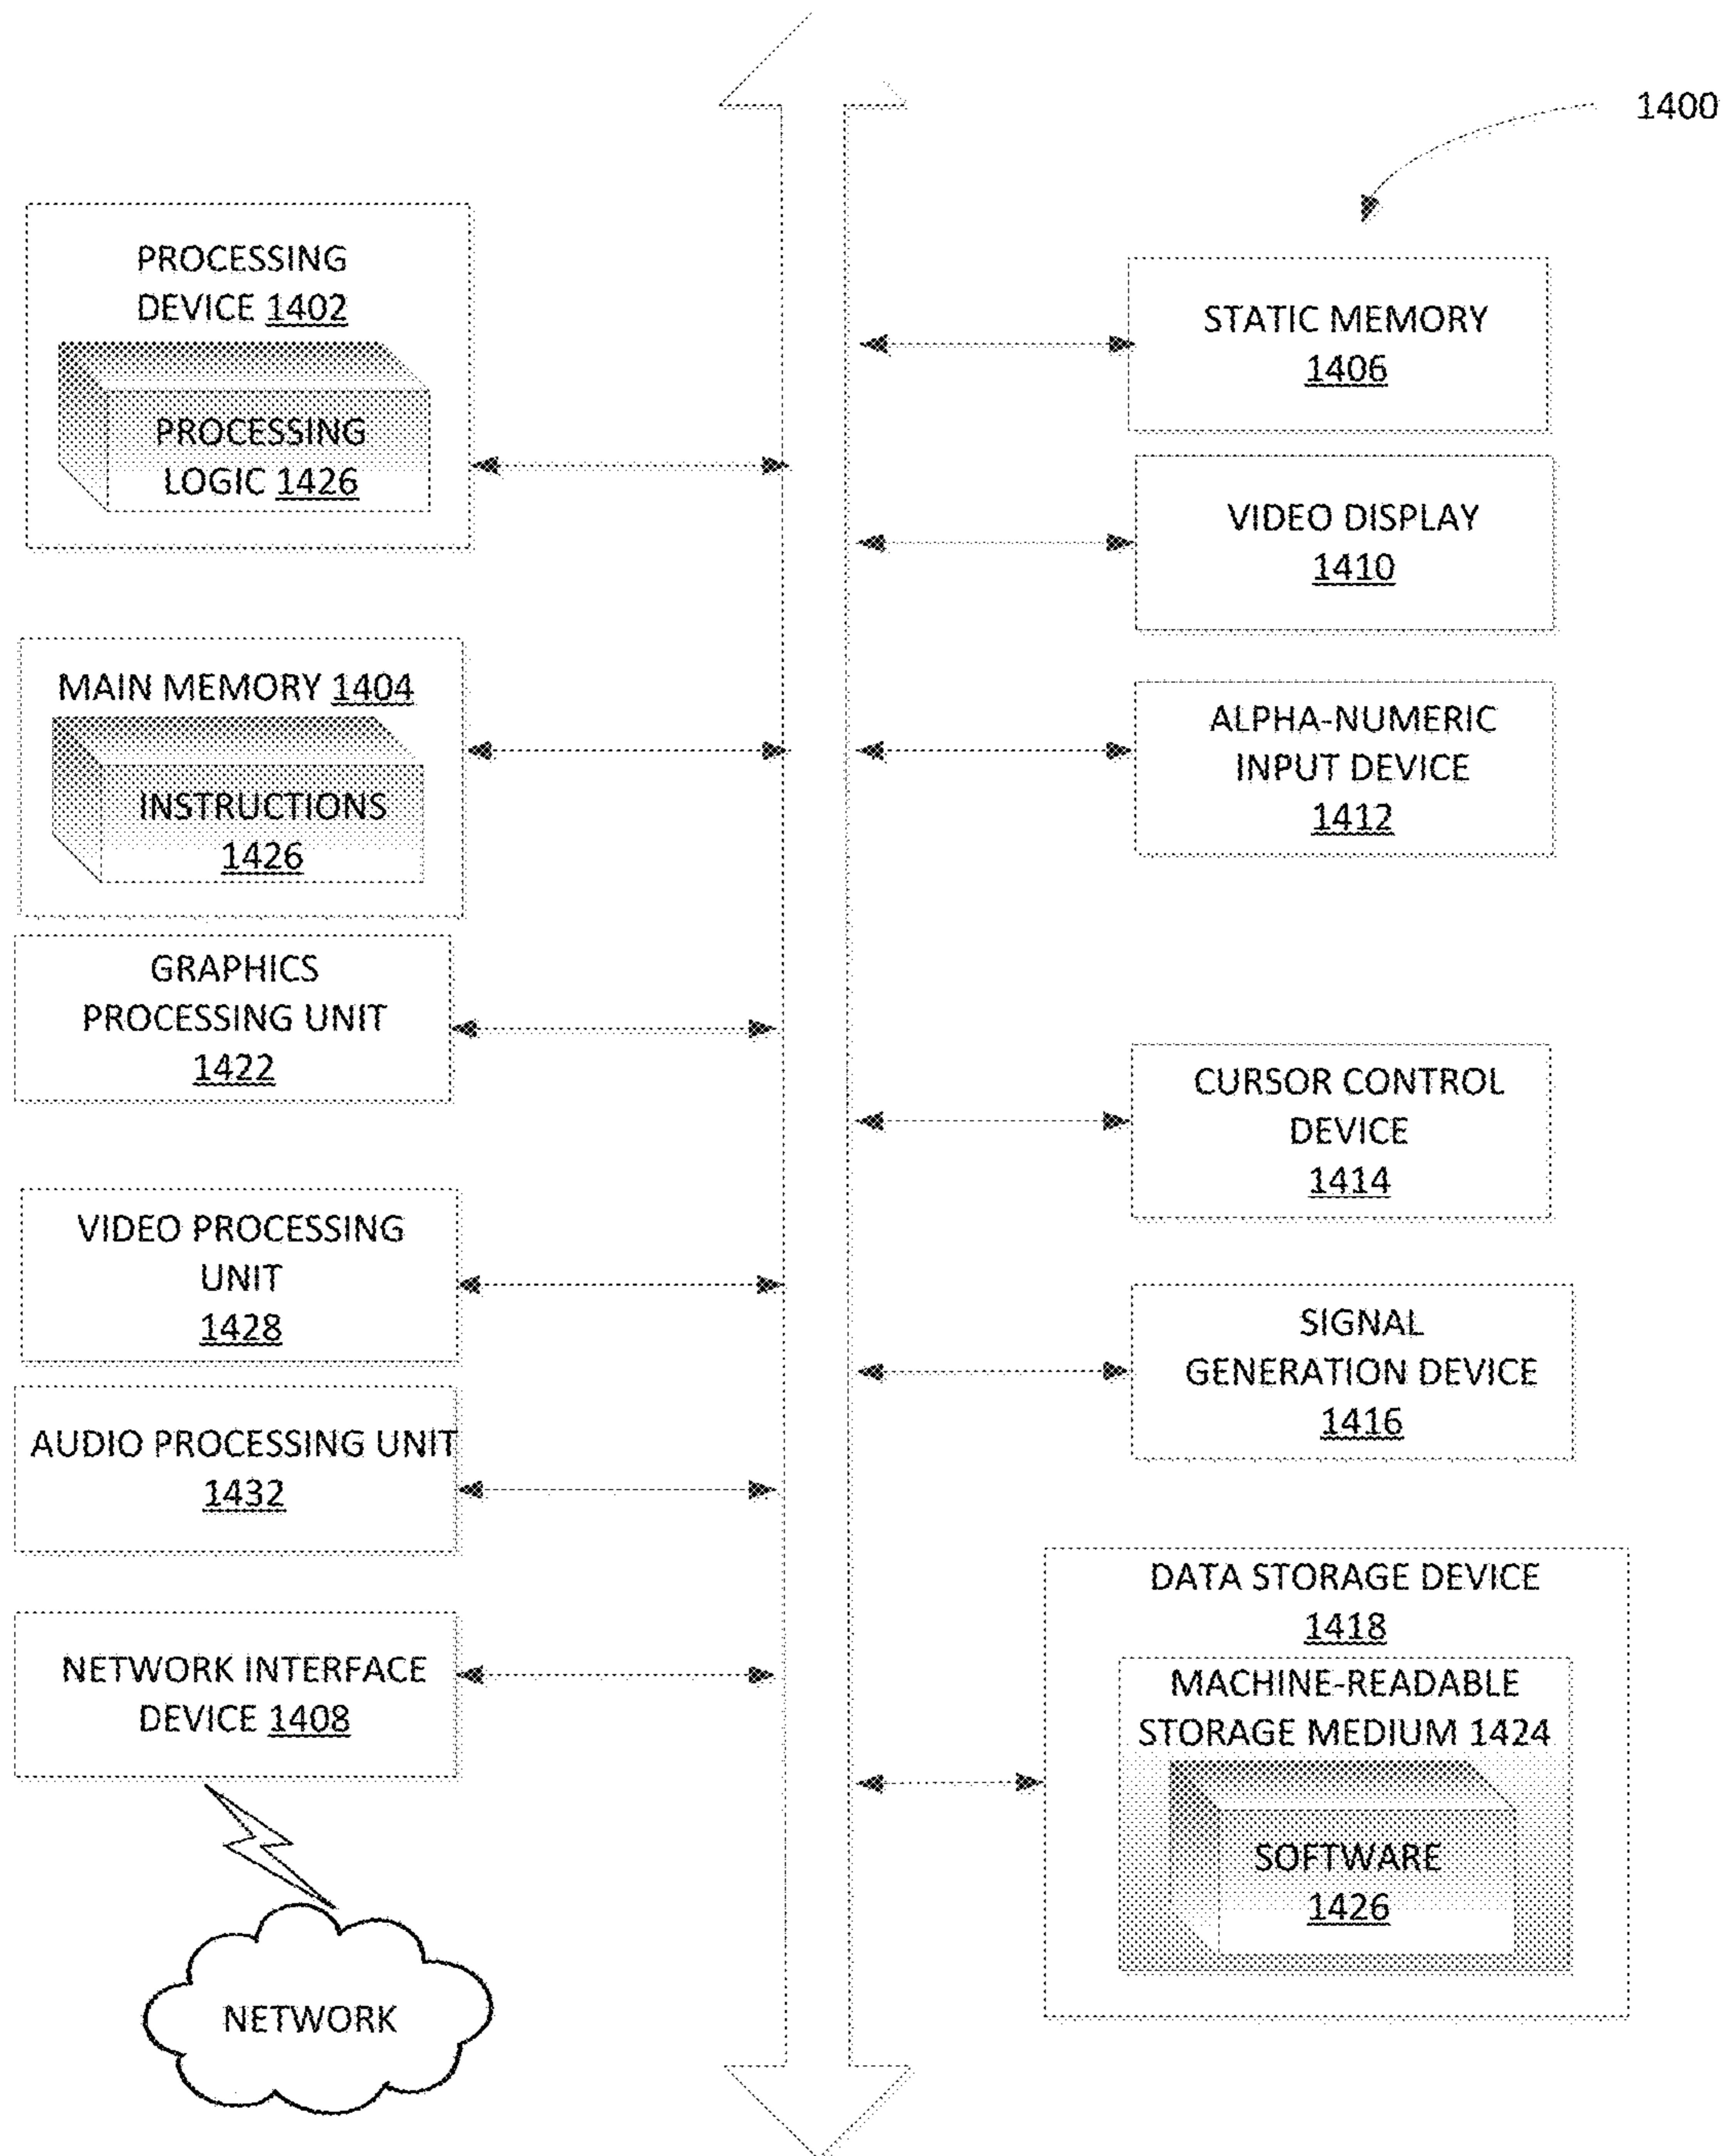 1400
PROCESSING
DEVICE 1402
PROCESSING
LOGIC 1426
MAIN MEMORY 1404
INSTRUCTIONS
1426
GRAPHICS
PROCESSING UNIT
1422
VIDEO PROCESSING
UNIT
1428
AUDIO PROCESSING UNIT
1432
NETWORK INTERFACE
DEVICE 1408
NETWORK
STATIC MEMORY
1406
VIDEO DISPLAY
1410
ALPHA-NUMERIC
INPUT DEVICE
1412
CURSOR CONTROL
DEVICE
1414
SIGNAL
GENERATION DEVICE
1416
DATA STORAGE DEVICE
1418
MACHINE-READABLE
STORAGE MEDIUM 1424
SOFTWARE
1426